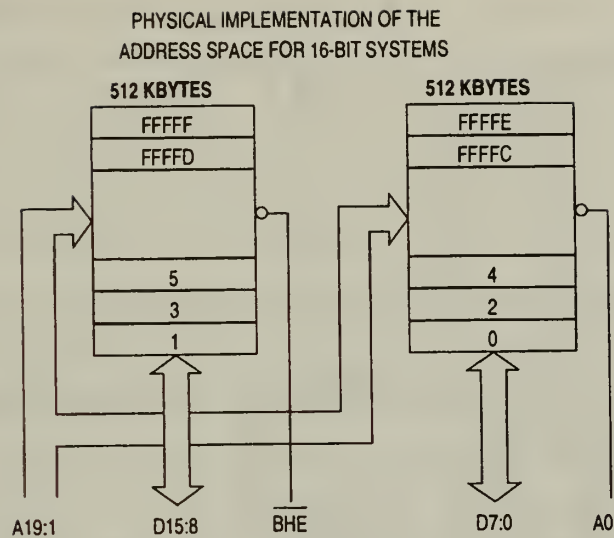 PHYSICAL IMPLEMENTATION OF THE
ADDRESS SPACE FOR 16-BIT SYSTEMS
512 KBYTES
512 KBYTES
FFFFF
FFFFE
FFFFD
FFFFC
5
4
3
2
1
0
A19:1
D15:8
BHE
D7:0
A0